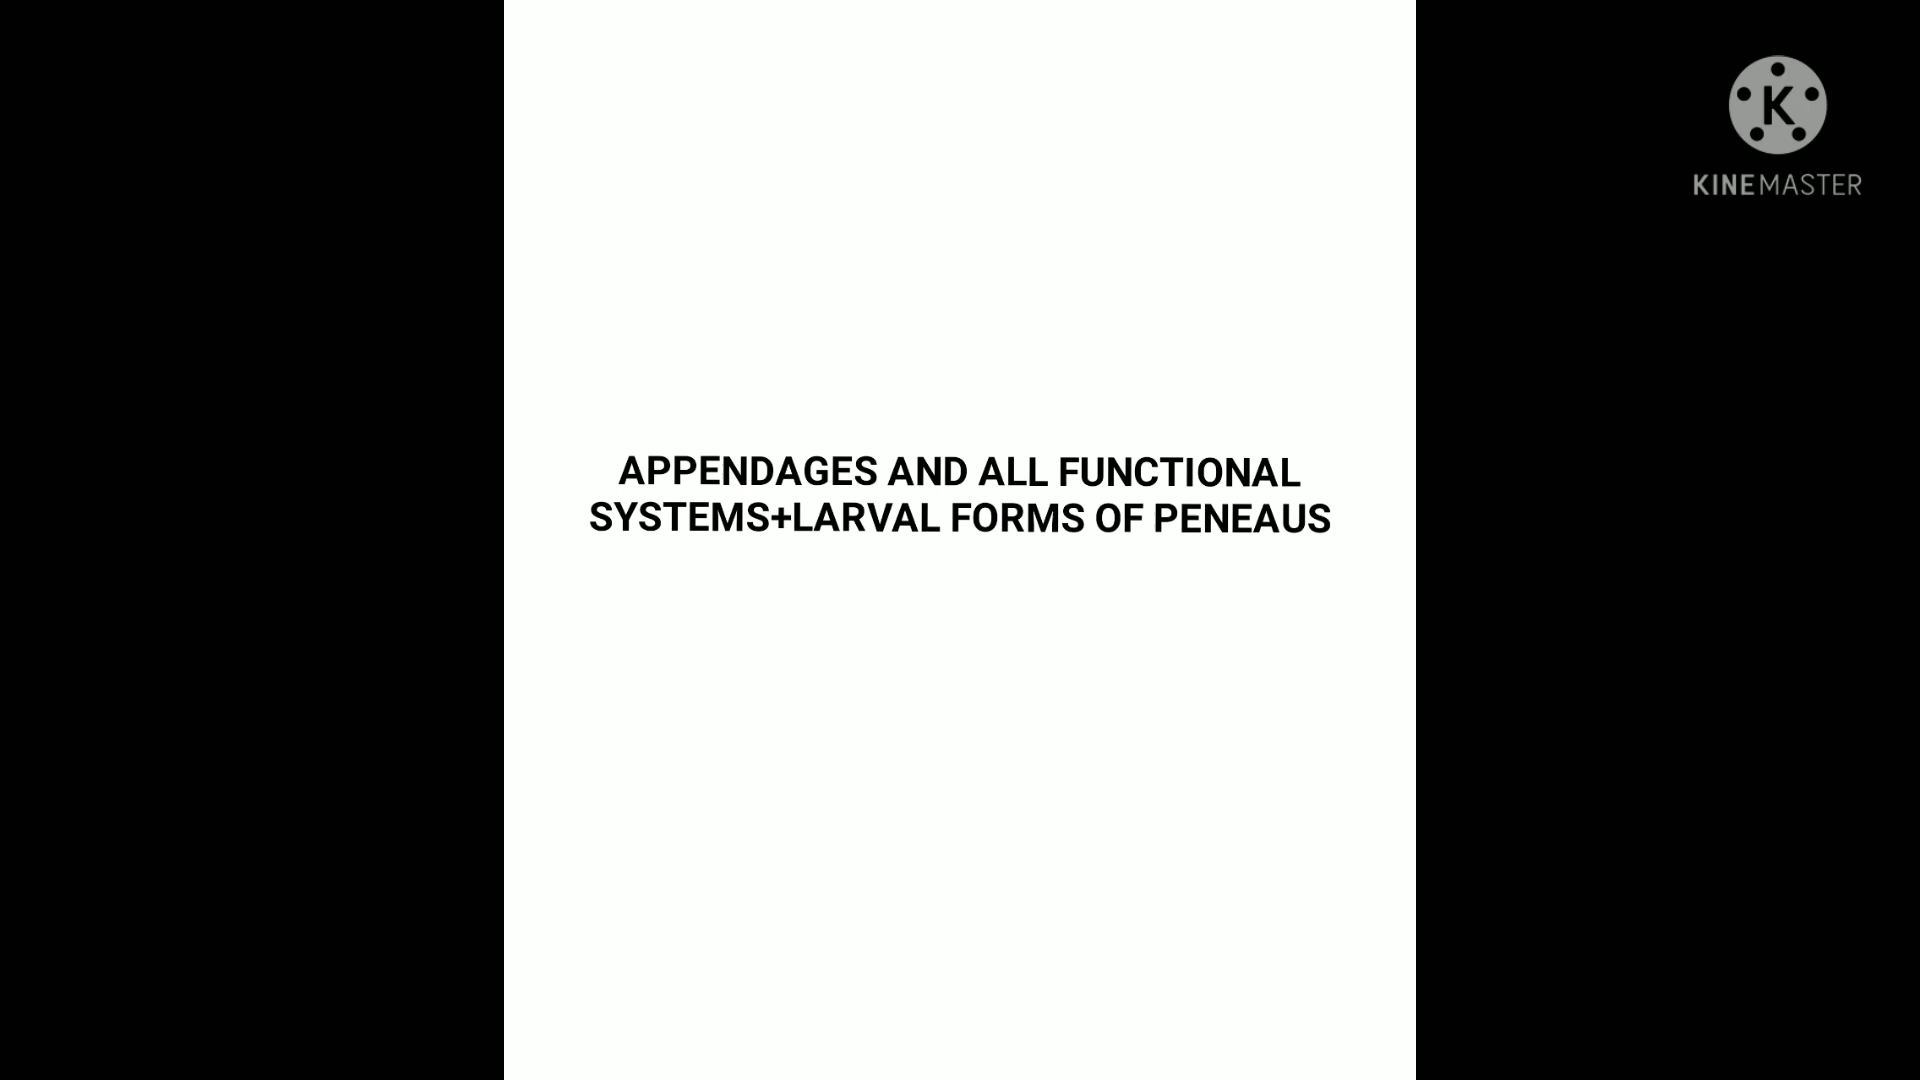 APPENDAGES AND ALL FUNCTIONAL
SYSTEMS+LARVAL FORMS OF PENEAUS
K
KINEMASTER